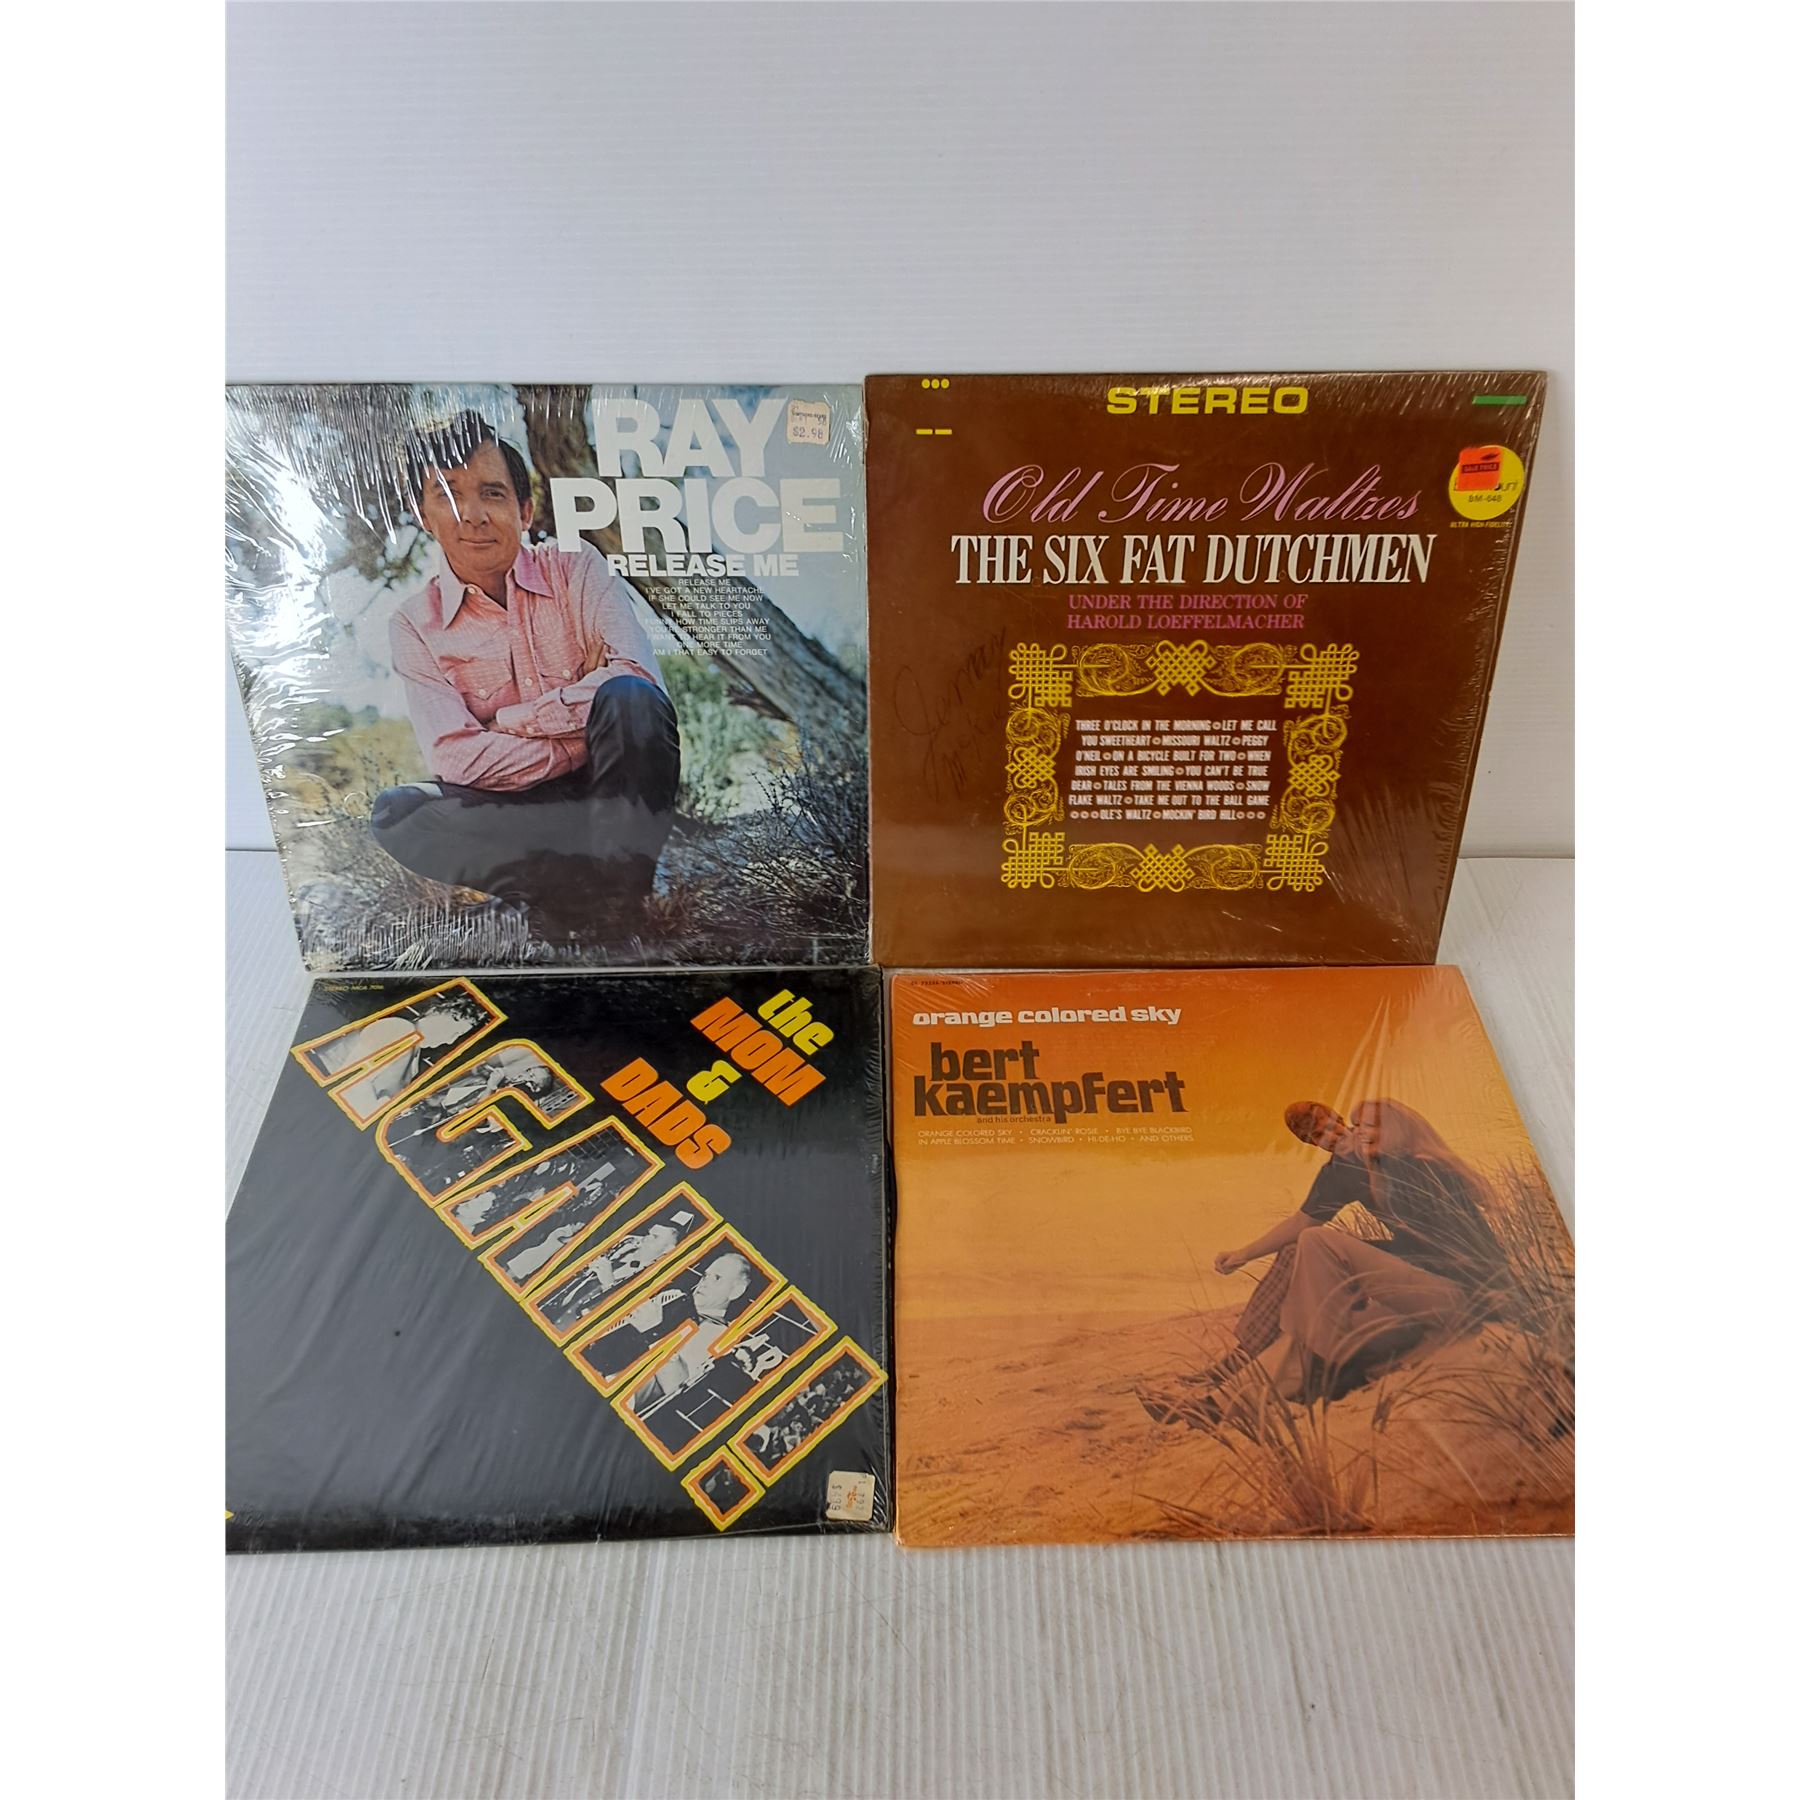 RAY
PRICE
RELEASE ME
RELEASE ME
I'VE GOT A NEW HEARTACHE
IF SHE COULD SEE ME NOW
LET ME TALK TO YOU
I FALL TO PIECES
FUNNY HOW TIME SLIPS AWAY
YOU'RE STRONGER THAN ME
I WANT TO HEAR IT FROM YOU
ONE MORE TIME
AM I THAT EASY TO FORGET
$2.98
STEREO
Old Time Waltzes
THE SIX FAT DUTCHMEN
UNDER THE DIRECTION OF
HAROLD LOEFFELMACHER
SALE PRICE
BM-648
ULTRA HIGH FIDELITY
THREE O'CLOCK IN THE MORNING LET ME CALL
YOU SWEETHEART MISSOURI WALTZ PEGGY
O'NEIL ON A BICYCLE BUILT FOR TWO WHEN
IRISH EYES ARE SMILING YOU CAN'T BE TRUE
DEAR TALES FROM THE VIENNA WOODS SNOW
FLAKE WALTZ TAKE ME OUT TO THE BALL GAME
OLE'S WALTZ MOCKIN' BIRD HILL
STEREO MCA
the
MOM
&
DADS
AGAIN!
orange colored sky
bert
kaempfert
and his orchestra
ORANGE COLORED SKY • CRACKLIN' ROSIE • BYE BYE BLACKBIRD
IN APPLE BLOSSOM TIME • SNOWBIRD • HI-DE-HO • AND OTHERS